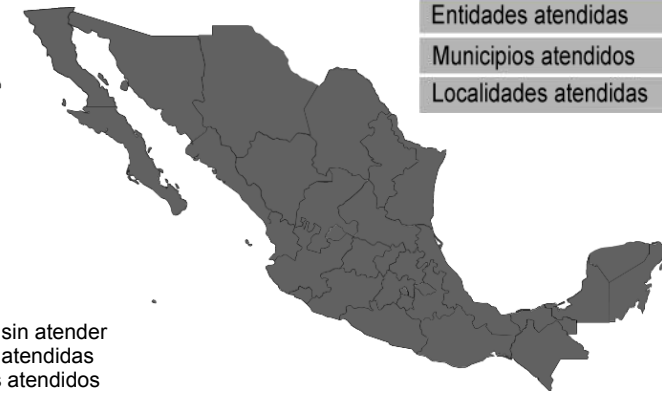 Entidades atendidas
Municipios atendidos
Localidades atendidas
sin atender
atendidas
atendidos